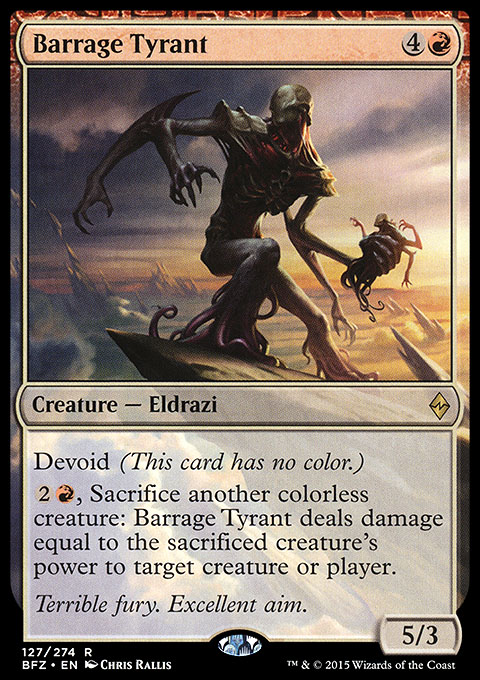 Barrage Tyrant 4
Creature — Eldrazi
Devoid (This card has no color.)
2, Sacrifice another colorless
creature: Barrage Tyrant deals damage
equal to the sacrificed creature's
power to target creature or player.
Terrible fury. Excellent aim.
5/3
127/274 R
BFZ • EN Chris Rallis
™ & © 2015 Wizards of the Coast